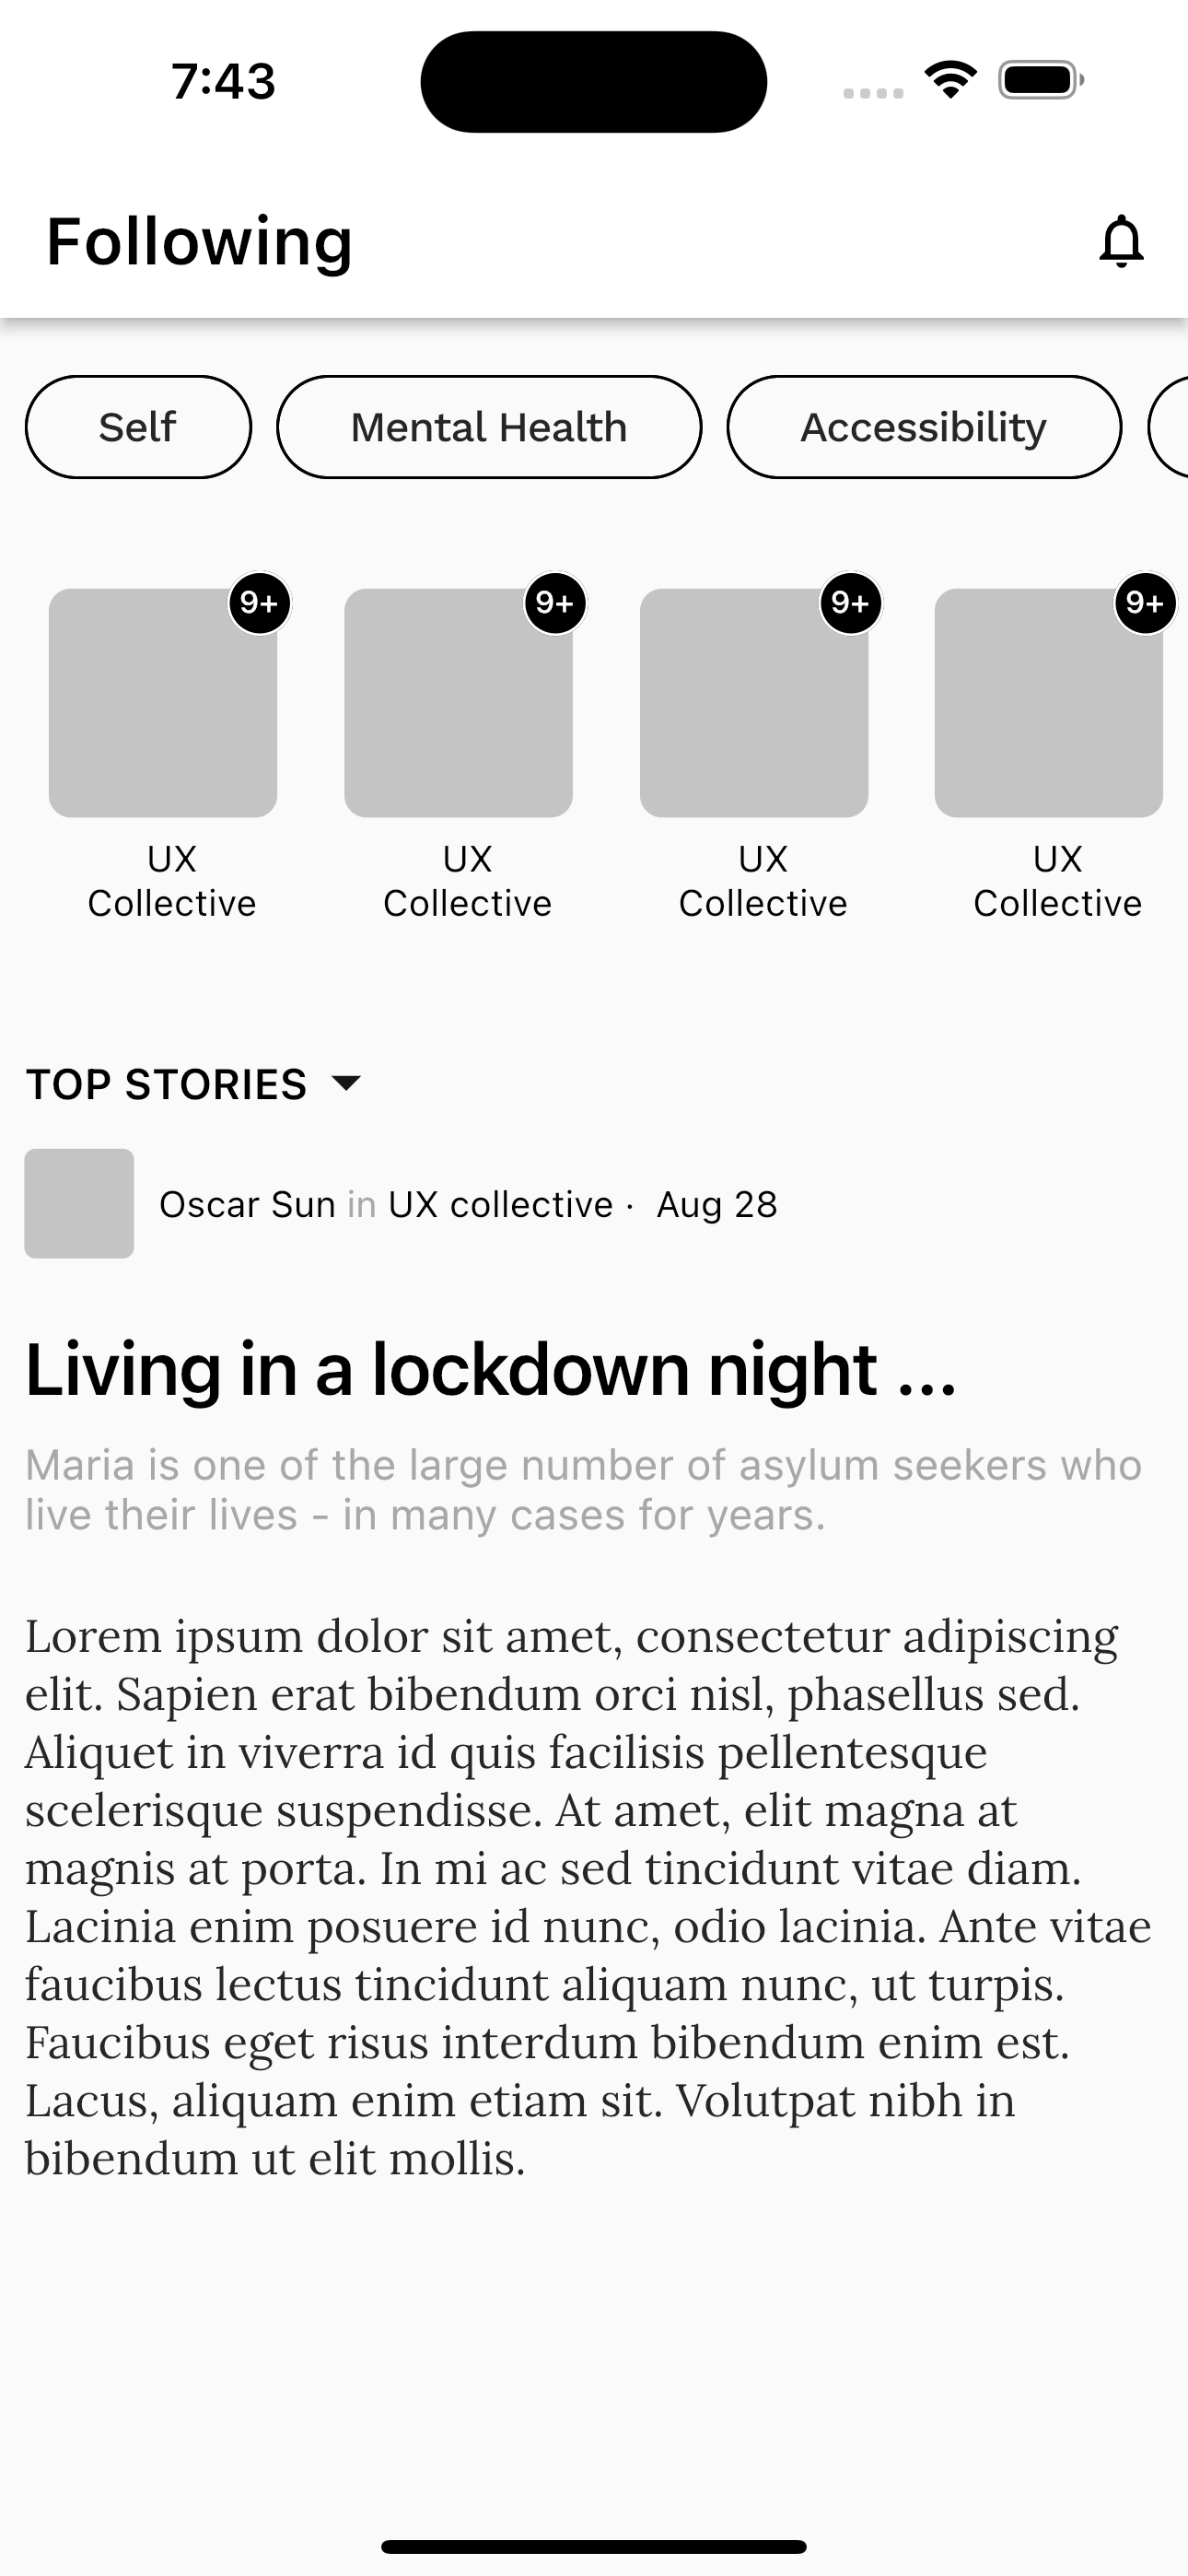 7:43
Following
Self
Mental Health
Accessibility
9+
9+
9+
9+
UX
Collective
UX
Collective
UX
Collective
UX
Collective
TOP STORIES
Oscar Sun in UX collective · Aug 28
Living in a lockdown night ...
Maria is one of the large number of asylum seekers who
live their lives - in many cases for years.
Lorem ipsum dolor sit amet, consectetur adipiscing
elit. Sapien erat bibendum orci nisl, phasellus sed.
Aliquet in viverra id quis facilisis pellentesque
scelerisque suspendisse. At amet, elit magna at
magnis at porta. In mi ac sed tincidunt vitae diam.
Lacinia enim posuere id nunc, odio lacinia. Ante vitae
faucibus lectus tincidunt aliquam nunc, ut turpis.
Faucibus eget risus interdum bibendum enim est.
Lacus, aliquam enim etiam sit. Volutpat nibh in
bibendum ut elit mollis.